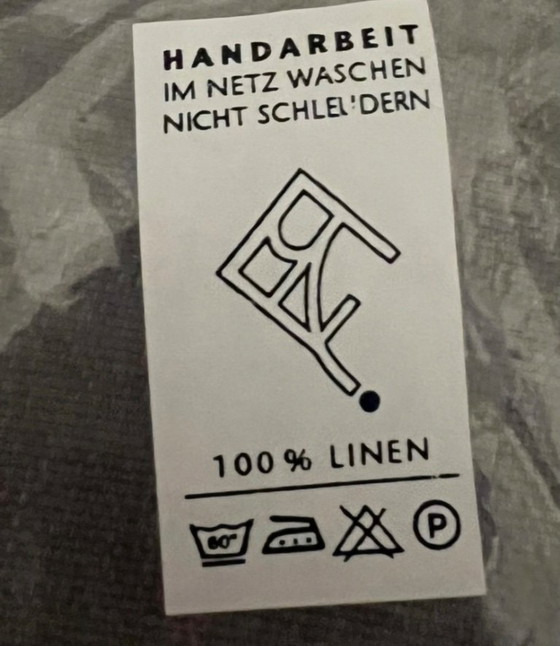 HANDARBEIT
IM NETZ WASCHEN
NICHT SCHLEUDERN
100 % LINEN
60°
P